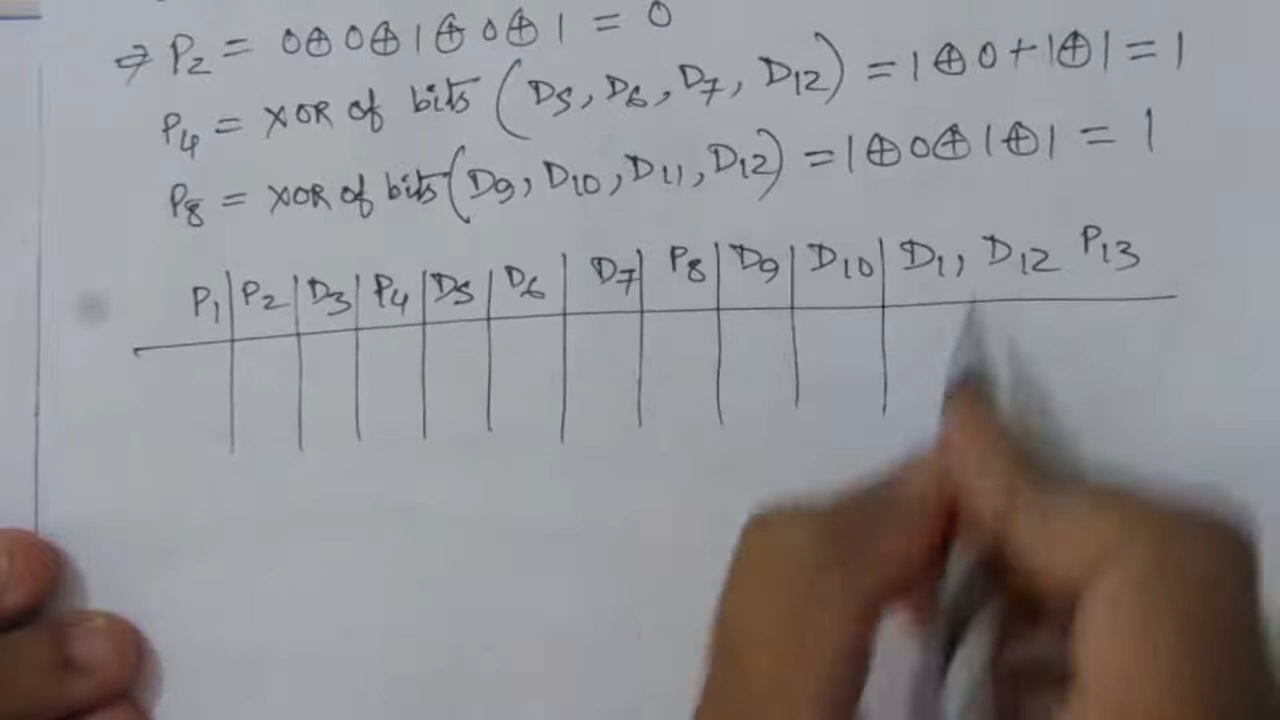 ⇒ P2 = 0⊕0⊕1⊕0⊕1 = 0
P4 = XOR of bits (D5, D6, D7, D12) = 1⊕0+1⊕1 = 1
P8 = XOR of bits (D9, D10, D11, D12) = 1⊕0⊕1⊕1 = 1
P1 P2 D3 P4 D5 D6 D7 P8 D9 D10 D11 D12 P13